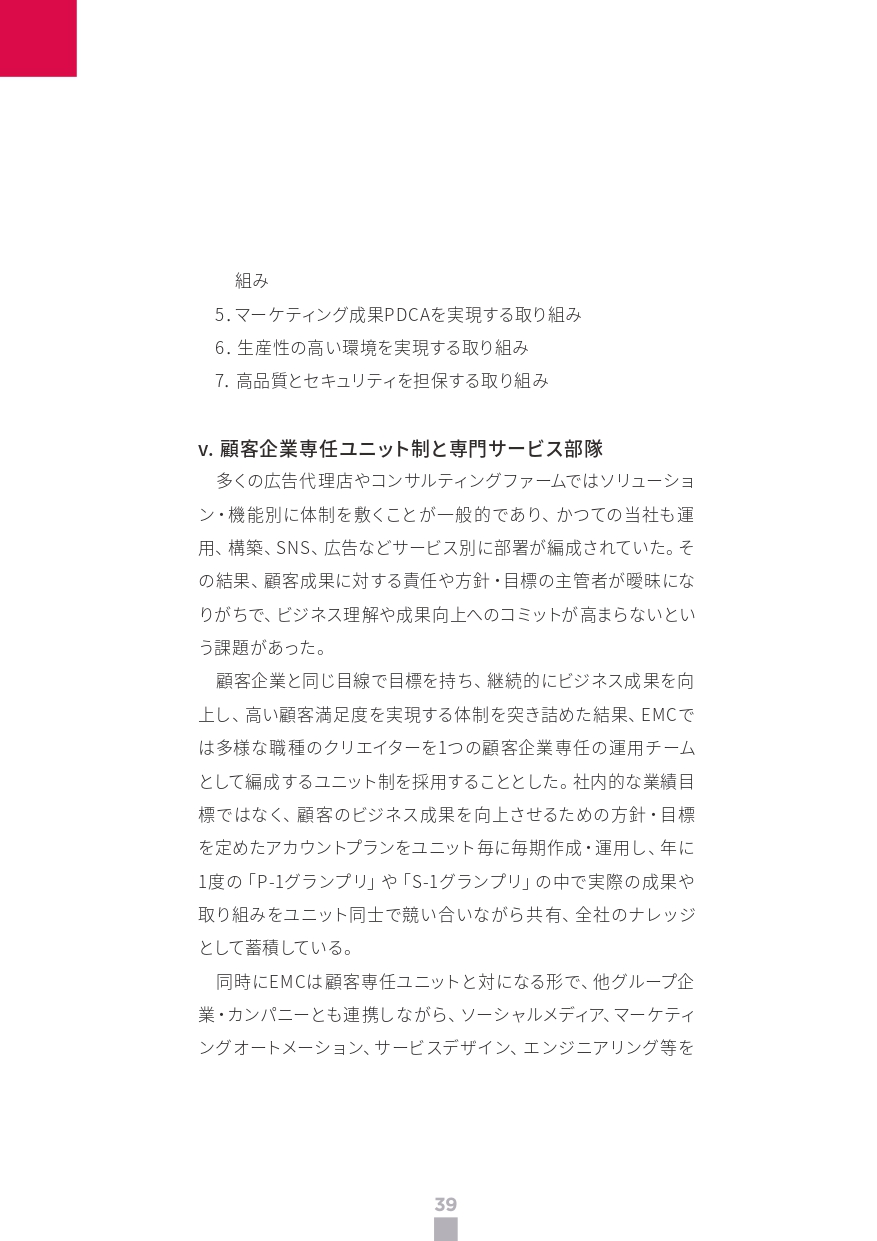 組み
5. マーケティング成果PDCAを実現する取り組み
6. 生産性の高い環境を実現する取り組み
7. 高品質とセキュリティを担保する取り組み
v. 顧客企業専任ユニット制と専門サービス部隊
　多くの広告代理店やコンサルティングファームではソリューショ
ン・機能別に体制を敷くことが一般的であり、かつての当社も運
用、構築、SNS、広告などサービス別に部署が編成されていた。そ
の結果、顧客成果に対する責任や方針・目標の主管者が曖昧にな
りがちで、ビジネス理解や成果向上へのコミットが高まらないとい
う課題があった。
　顧客企業と同じ目線で目標を持ち、継続的にビジネス成果を向
上し、高い顧客満足度を実現する体制を突き詰めた結果、EMCで
は多様な職種のクリエイターを1つの顧客企業専任の運用チーム
として編成するユニット制を採用することとした。社内的な業績目
標ではなく、顧客のビジネス成果を向上させるための方針・目標
を定めたアカウントプランをユニット毎に毎期作成・運用し、年に
1度の「P-1グランプリ」や「S-1グランプリ」の中で実際の成果や
取り組みをユニット同士で競い合いながら共有、全社のナレッジ
として蓄積している。
　同時にEMCは顧客専任ユニットと対になる形で、他グループ企
業・カンパニーとも連携しながら、ソーシャルメディア、マーケティ
ングオートメーション、サービスデザイン、エンジニアリング等を
39